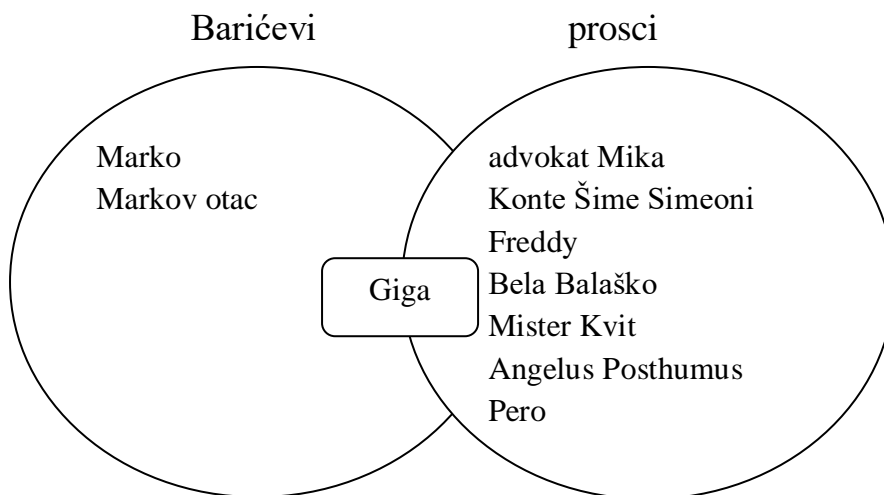 Barićevi
prosci
Marko
Markov otac
Giga
advokat Mika
Konte Šime Simeoni
Freddy
Bela Balaško
Mister Kvit
Angelus Posthumus
Pero